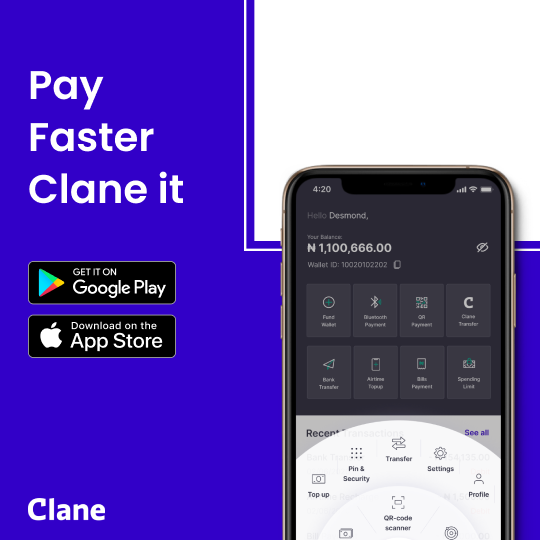 Pay
Faster
Clane it
GET IT ON
Google Play
Download on the
App Store
Clane
4:20
Hello Desmond,
Your Balance:
₦ 1,100,666.00
Wallet ID: 10020102202
Fund
Wallet
Bluetooth
Payment
QR
Payment
Clane
Transfer
Bank
Transfer
Airtime
Topup
Bills
Payment
Spending
Limit
Recent Transactions
See all
Transfer
Pin &
Security
Settings
Top up
Profile
QR-code
scanner